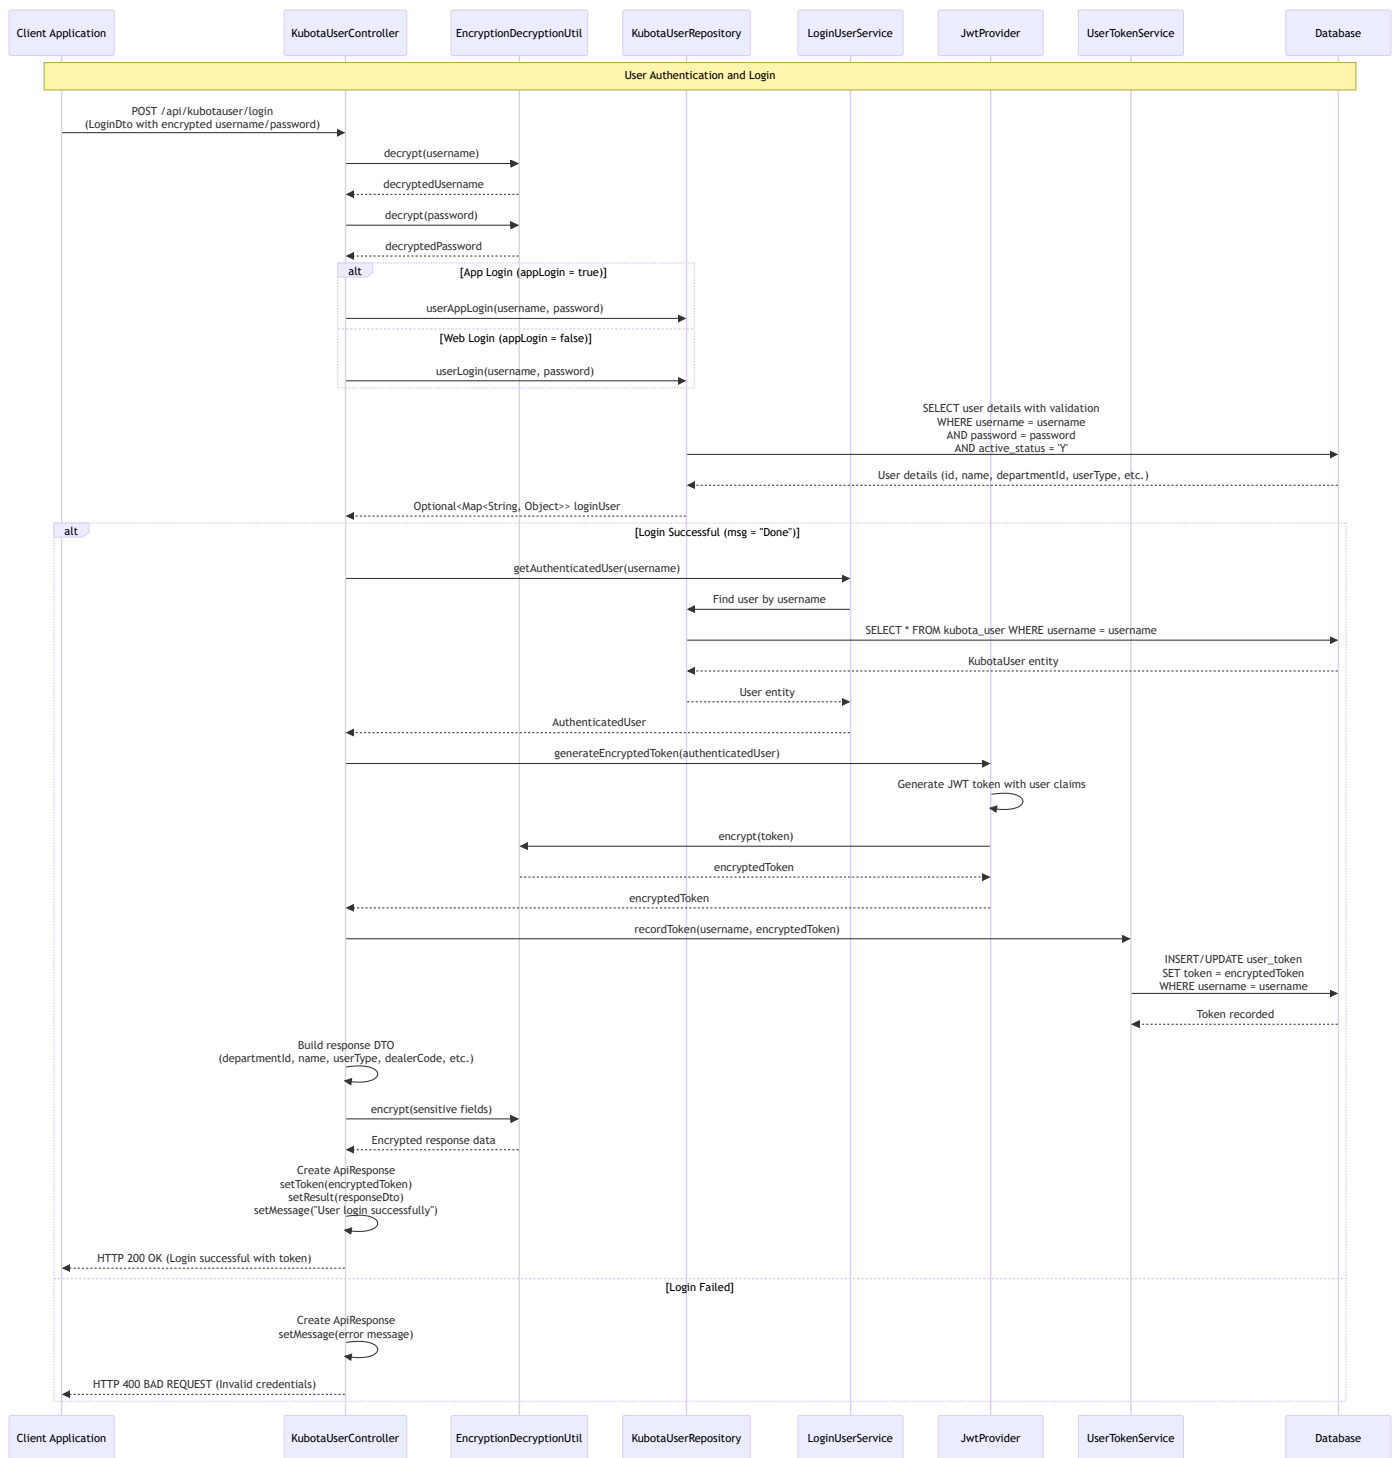 Client Application
KubotaUserController
EncryptionDecryptionUtil
KubotaUserRepository
LoginUserService
JwtProvider
UserTokenService
Database
User Authentication and Login
POST /api/kubotauser/login
(LoginDto with encrypted username/password)
decrypt(username)
decryptedUsername
decrypt(password)
decryptedPassword
alt
[App Login (appLogin = true)]
userAppLogin(username, password)
[Web Login (appLogin = false)]
userLogin(username, password)
SELECT user details with validation
WHERE username = username
AND password = password
AND active_status = 'Y'
User details (id, name, departmentId, userType, etc.)
Optional<Map<String, Object>> loginUser
alt
[Login Successful (msg = "Done")]
getAuthenticatedUser(username)
Find user by username
SELECT * FROM kubota_user WHERE username = username
KubotaUser entity
User entity
AuthenticatedUser
generateEncryptedToken(authenticatedUser)
Generate JWT token with user claims
encrypt(token)
encryptedToken
encryptedToken
recordToken(username, encryptedToken)
INSERT/UPDATE user_token
SET token = encryptedToken
WHERE username = username
Token recorded
Build response DTO
(departmentId, name, userType, dealerCode, etc.)
encrypt(sensitive fields)
Encrypted response data
Create ApiResponse
setToken(encryptedToken)
setResult(responseDto)
setMessage("User login successfully")
HTTP 200 OK (Login successful with token)
[Login Failed]
Create ApiResponse
setMessage(error message)
HTTP 400 BAD REQUEST (Invalid credentials)
Client Application
KubotaUserController
EncryptionDecryptionUtil
KubotaUserRepository
LoginUserService
JwtProvider
UserTokenService
Database